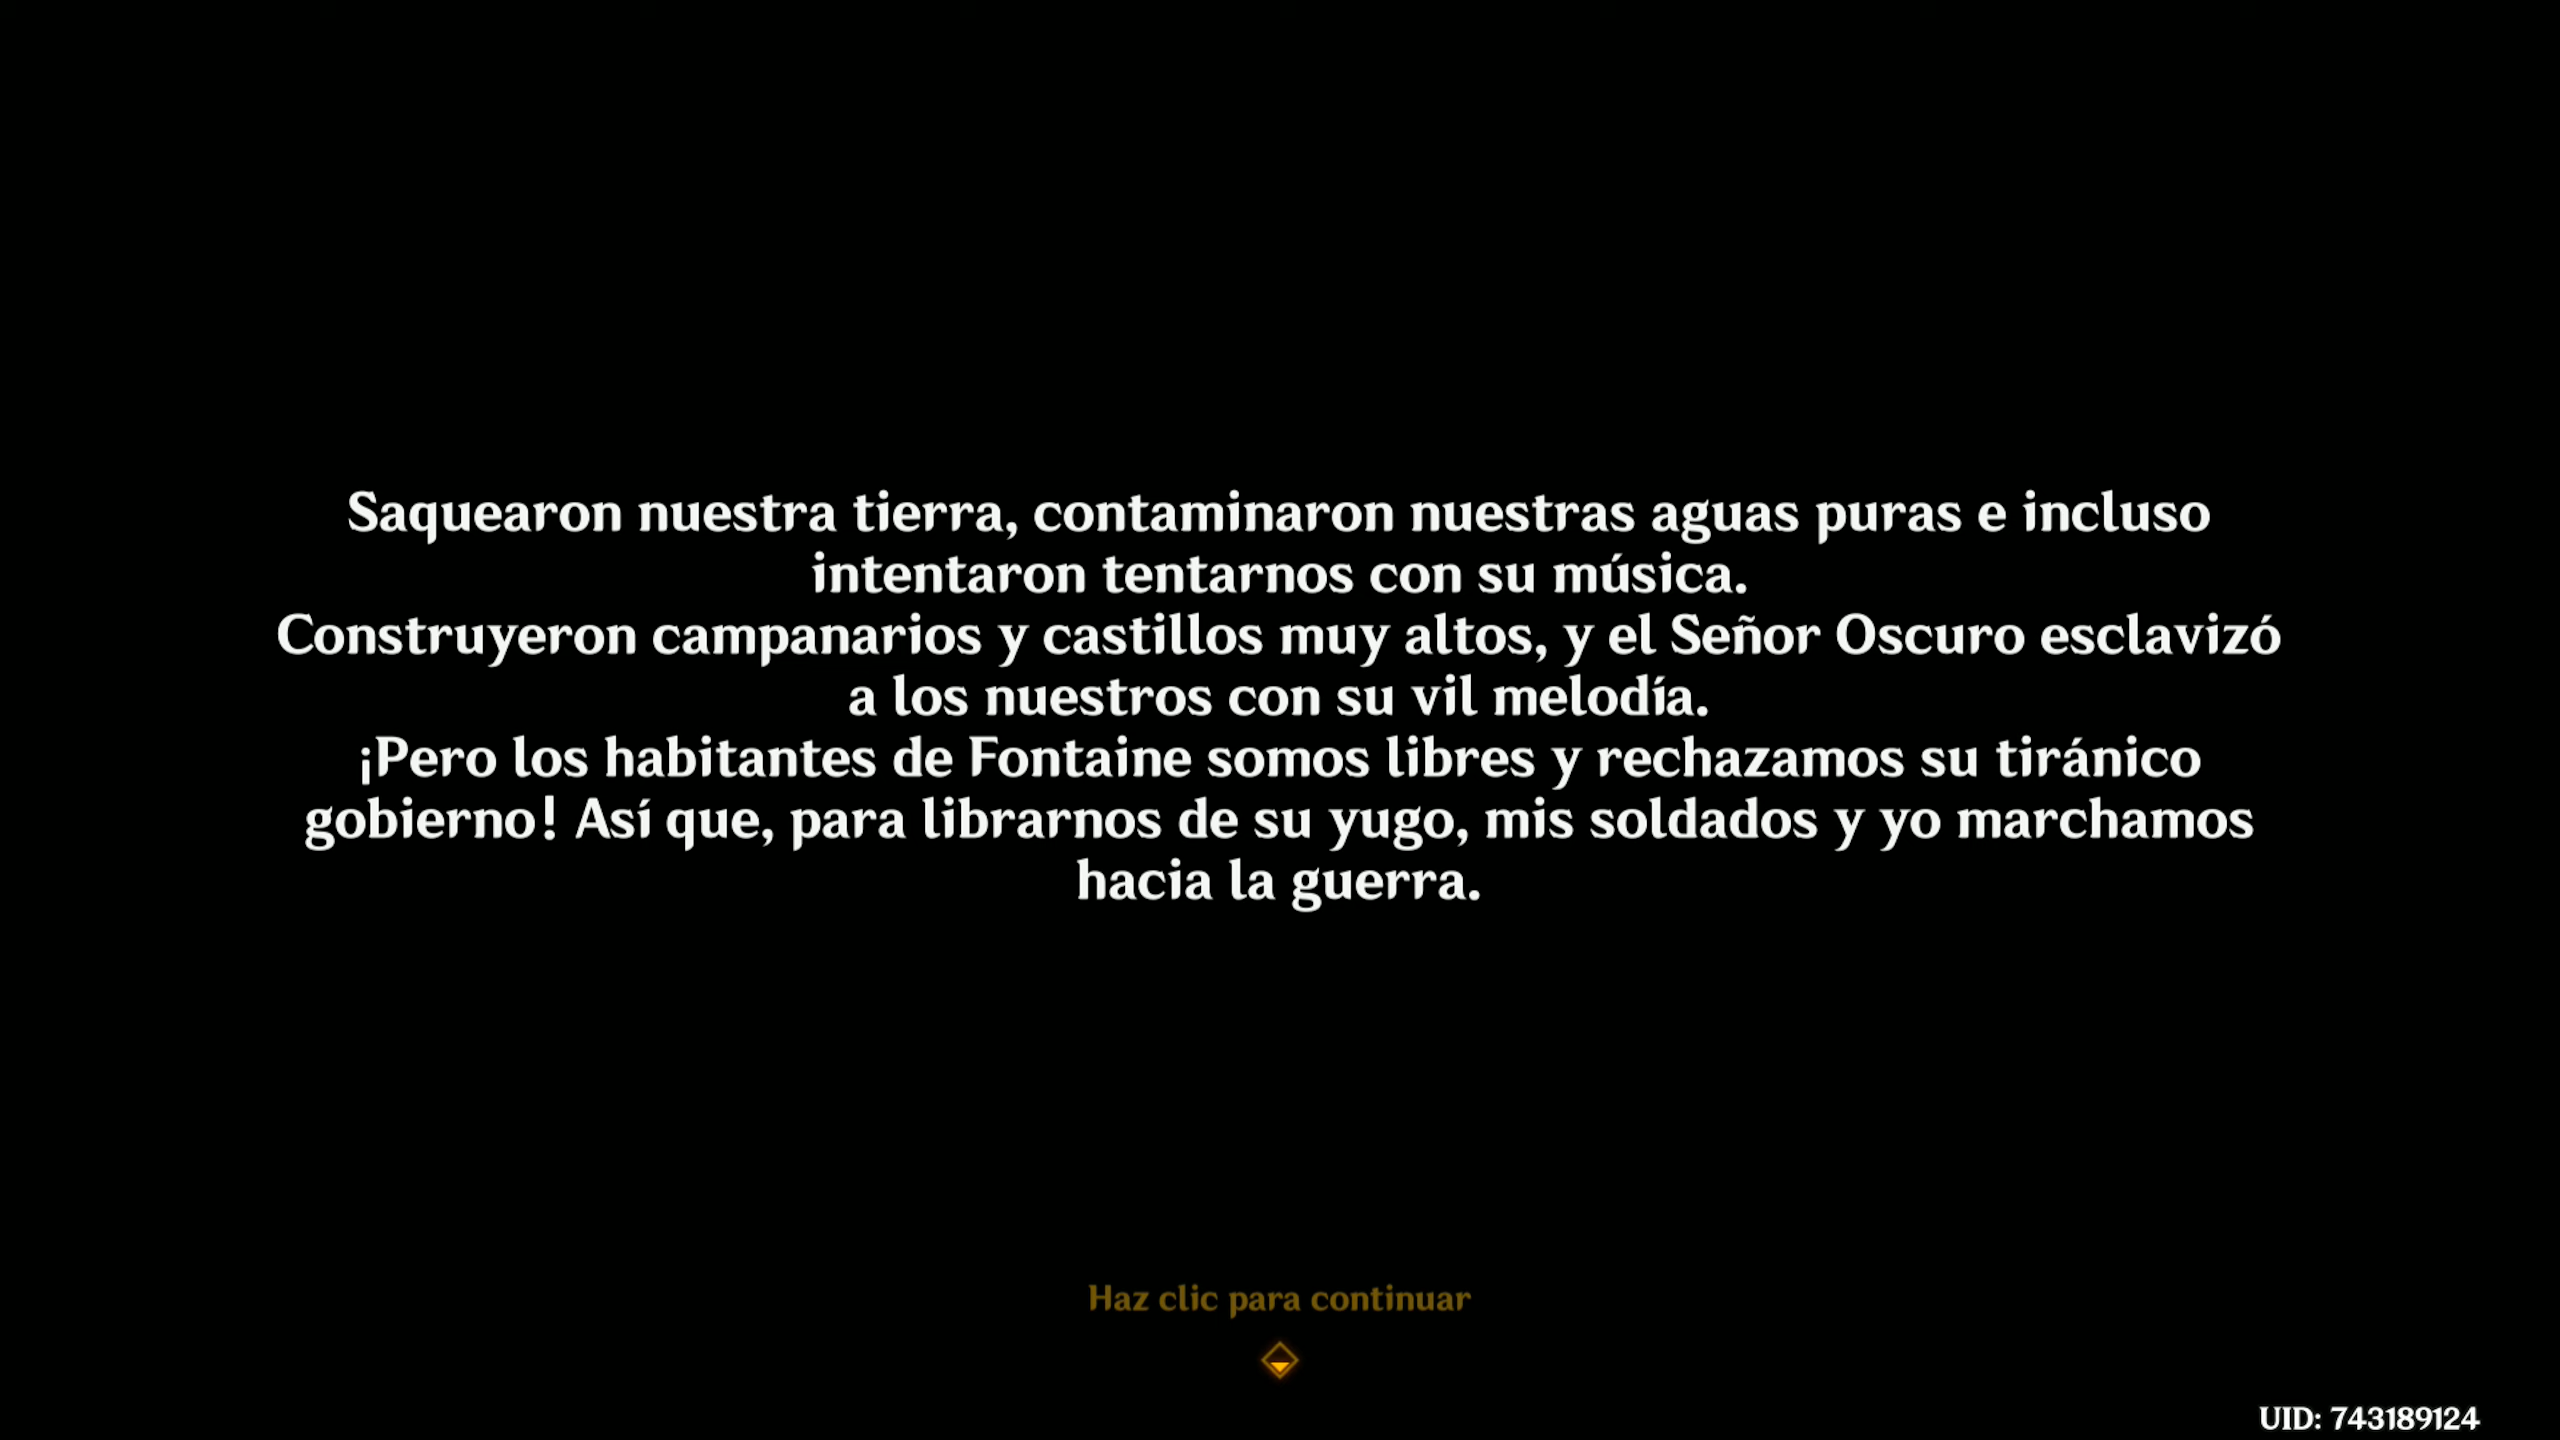 Saquearon nuestra tierra, contaminaron nuestras aguas puras e incluso
intentaron tentarnos con su música.
Construyeron campanarios y castillos muy altos, y el Señor Oscuro esclavizó
a los nuestros con su vil melodía.
¡Pero los habitantes de Fontaine somos libres y rechazamos su tiránico
gobierno! Así que, para librarnos de su yugo, mis soldados y yo marchamos
hacia la guerra.
Haz clic para continuar
UID: 743189124